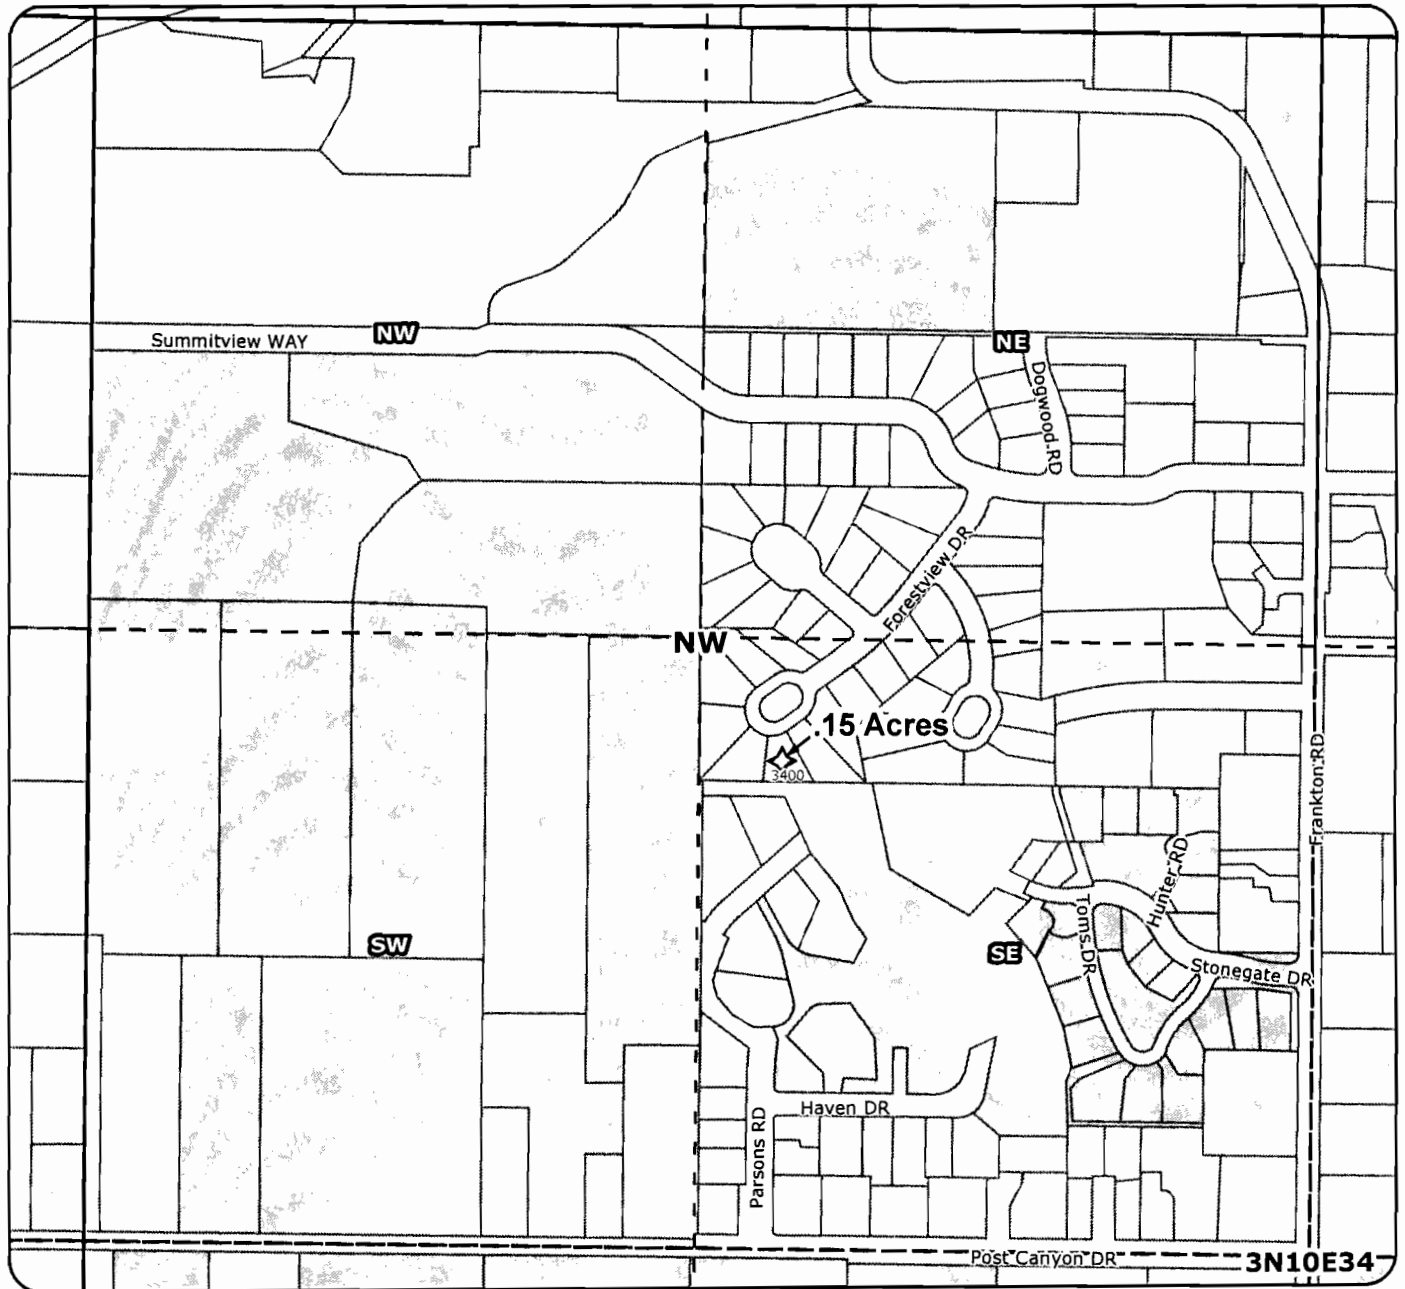 Summitview WAY
NW
NE
Dogwood RD
Forestview DR
NW
.15 Acres
3400
Frankton RD
Hunter RD
SW
SE
Toms DR
Stonegate DR
Haven DR
Parsons RD
Post Canyon DR
3N10E34